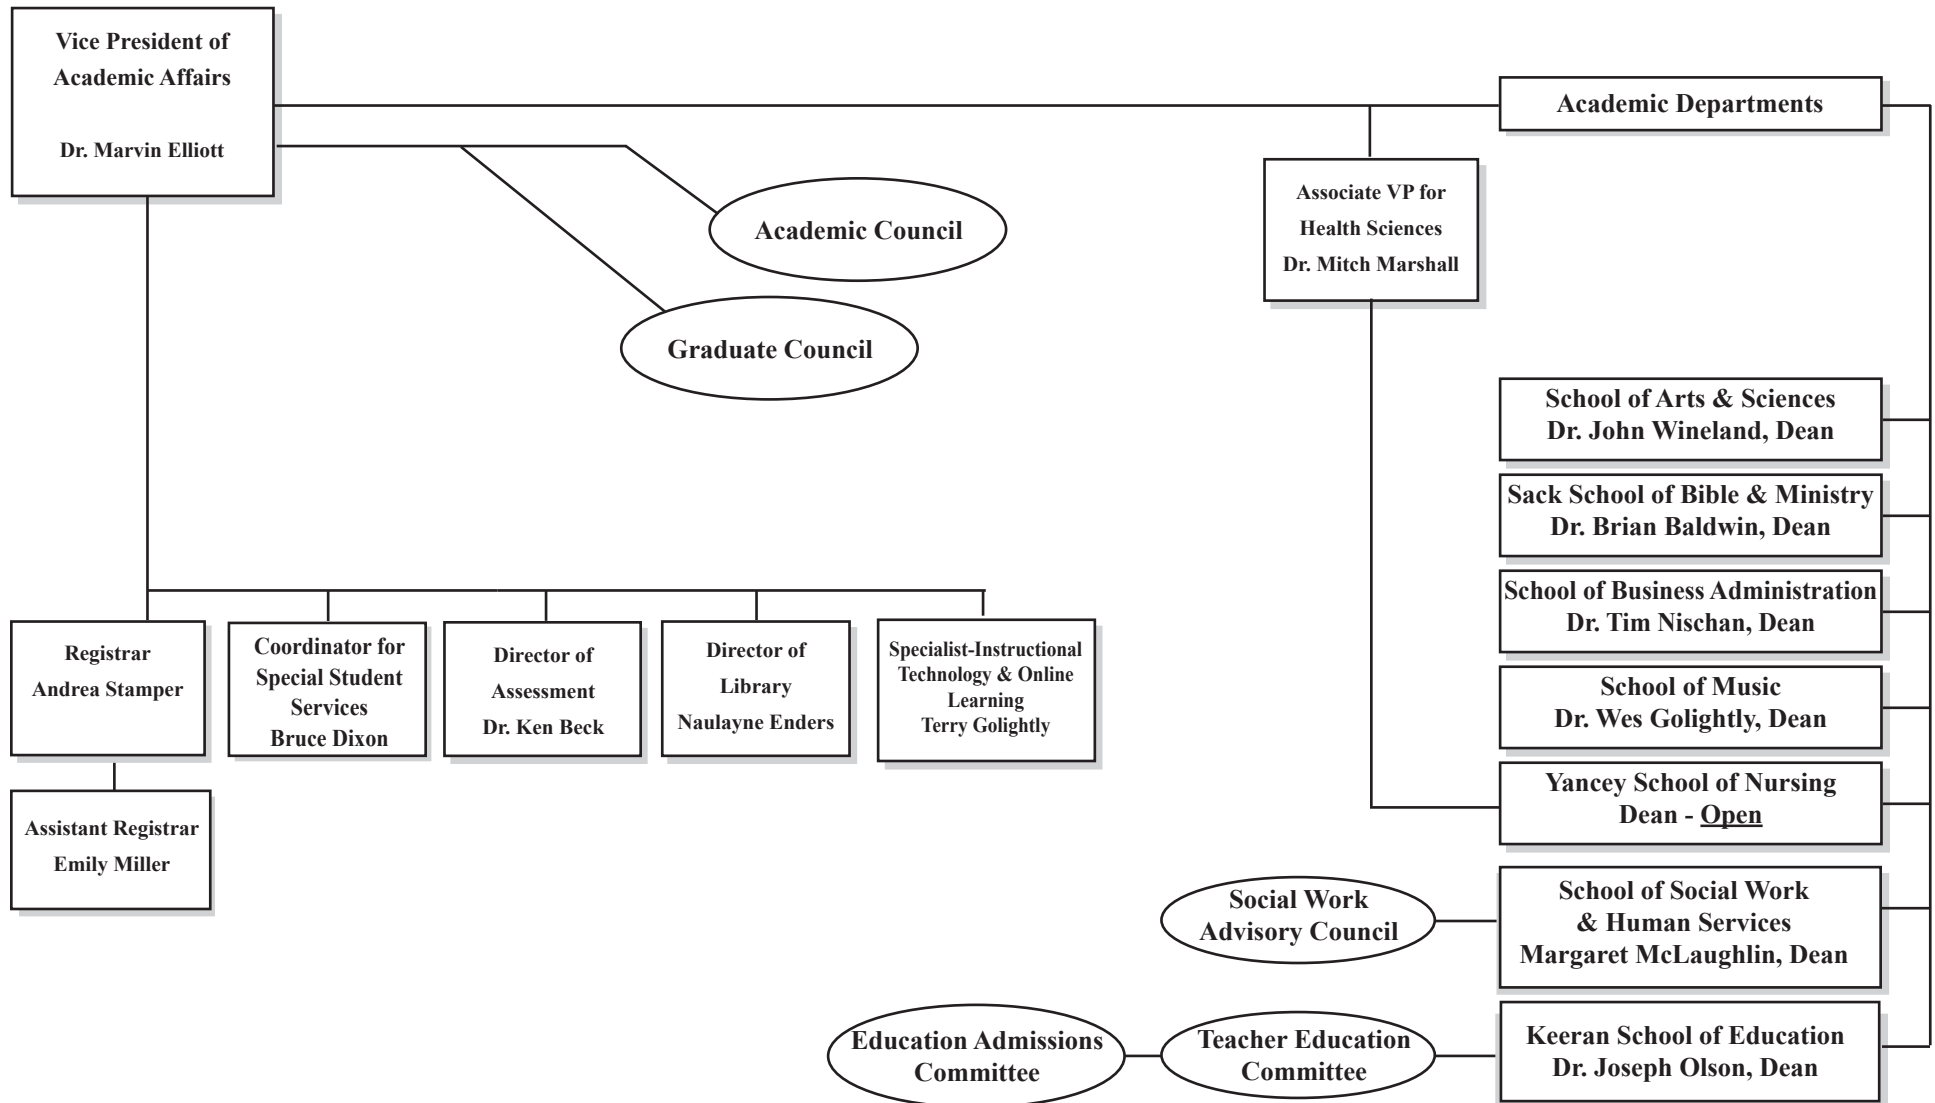 Vice President of
Academic Affairs
Dr. Marvin Elliott
Academic Departments
Associate VP for
Health Sciences
Dr. Mitch Marshall
Academic Council
Graduate Council
School of Arts & Sciences
Dr. John Wineland, Dean
Sack School of Bible & Ministry
Dr. Brian Baldwin, Dean
School of Business Administration
Dr. Tim Nischan, Dean
School of Music
Dr. Wes Golightly, Dean
Yancey School of Nursing
Dean - Open
School of Social Work
& Human Services
Margaret McLaughlin, Dean
Keeran School of Education
Dr. Joseph Olson, Dean
Registrar
Andrea Stamper
Coordinator for
Special Student
Services
Bruce Dixon
Director of
Assessment
Dr. Ken Beck
Director of
Library
Naulayne Enders
Specialist-Instructional
Technology & Online
Learning
Terry Golightly
Assistant Registrar
Emily Miller
Social Work
Advisory Council
Education Admissions
Committee
Teacher Education
Committee